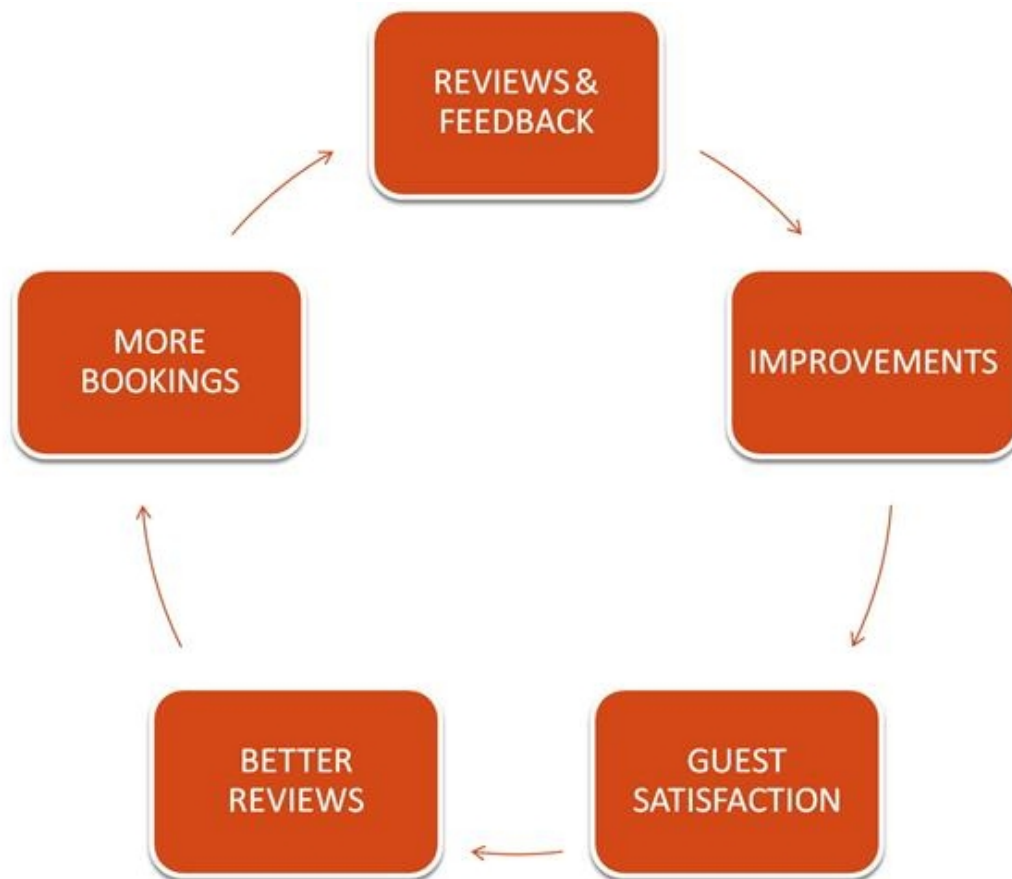 REVIEWS &
FEEDBACK
IMPROVEMENTS
GUEST
SATISFACTION
BETTER
REVIEWS
MORE
BOOKINGS